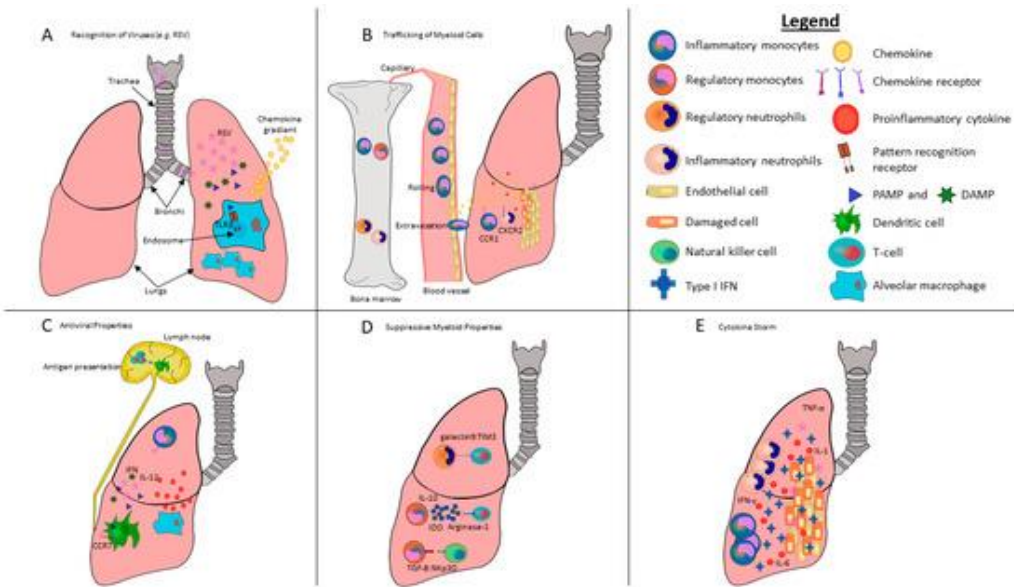 A Recognition of Viruses (e.g. RSV)
Trachea
RSV
Chemokine
gradient
Bronchi
Endosome
Lungs
B Trafficking of Myeloid Cells
Capillary
Rolling
Extravasation
CCR1
CXCR2
Bone marrow
Blood vessel
Legend
Inflammatory monocytes
Regulatory monocytes
Regulatory neutrophils
Inflammatory neutrophils
Endothelial cell
Damaged cell
Natural killer cell
Type I IFN
Chemokine
Chemokine receptor
Proinflammatory cytokine
Pattern recognition
receptor
PAMP and DAMP
Dendritic cell
T-cell
Alveolar macrophage
C Antiviral Properties
Lymph node
Antigen presentation
IFN
IL-12
CCR7
D Suppressive Myeloid Properties
galectin9:TIM3
IL-10
IDO Arginase-1
TGF-B:NKp30
E Cytokine Storm
TNF-α
IL-1
IFN-γ
IL-6